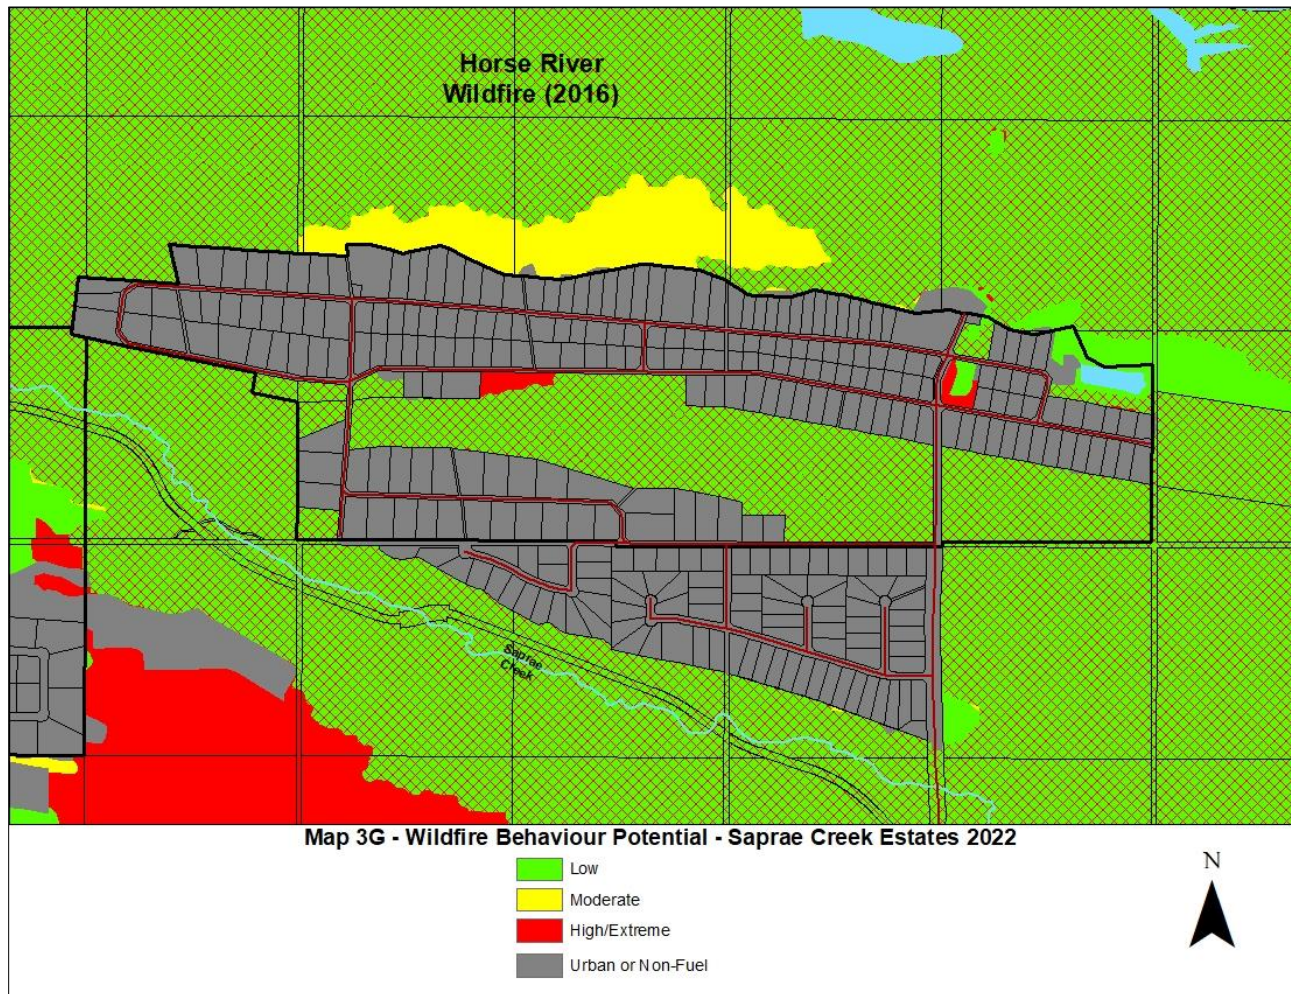 Horse River
Wildfire (2016)
Saprae
Creek
Map 3G - Wildfire Behaviour Potential - Saprae Creek Estates 2022
Low
Moderate
High/Extreme
Urban or Non-Fuel
N